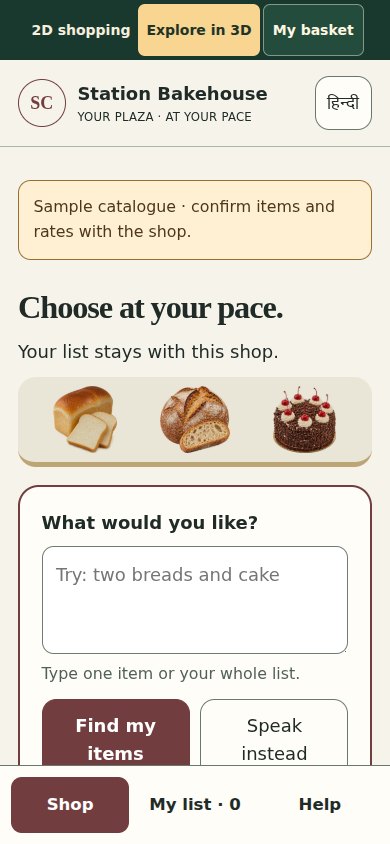 2D shopping Explore in 3D My basket
SC Station Bakehouse
YOUR PLAZA · AT YOUR PACE
हिन्दी
Sample catalogue · confirm items and
rates with the shop.
Choose at your pace.
Your list stays with this shop.
What would you like?
Try: two breads and cake
Type one item or your whole list.
Find my
items
Speak
instead
Shop My list · 0 Help